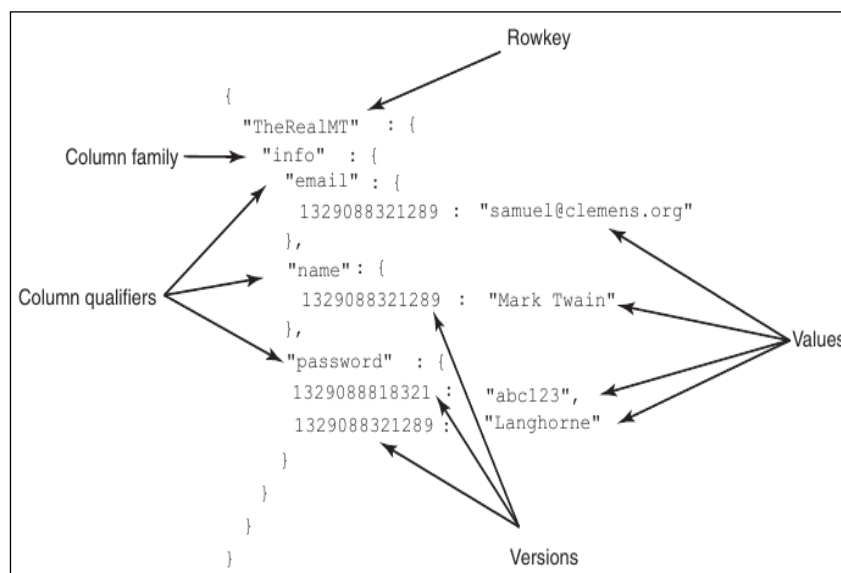 Rowkey
{
"TheRealMT" : {
Column family
"info" : {
"email" : {
1329088321289 : "samuel@clemens.org"
},
"name" : {
Column qualifiers
1329088321289 : "Mark Twain"
},
Values
"password" : {
1329088818321 : "abc123",
1329088321289 : "Langhorne"
}
}
}
}
Versions